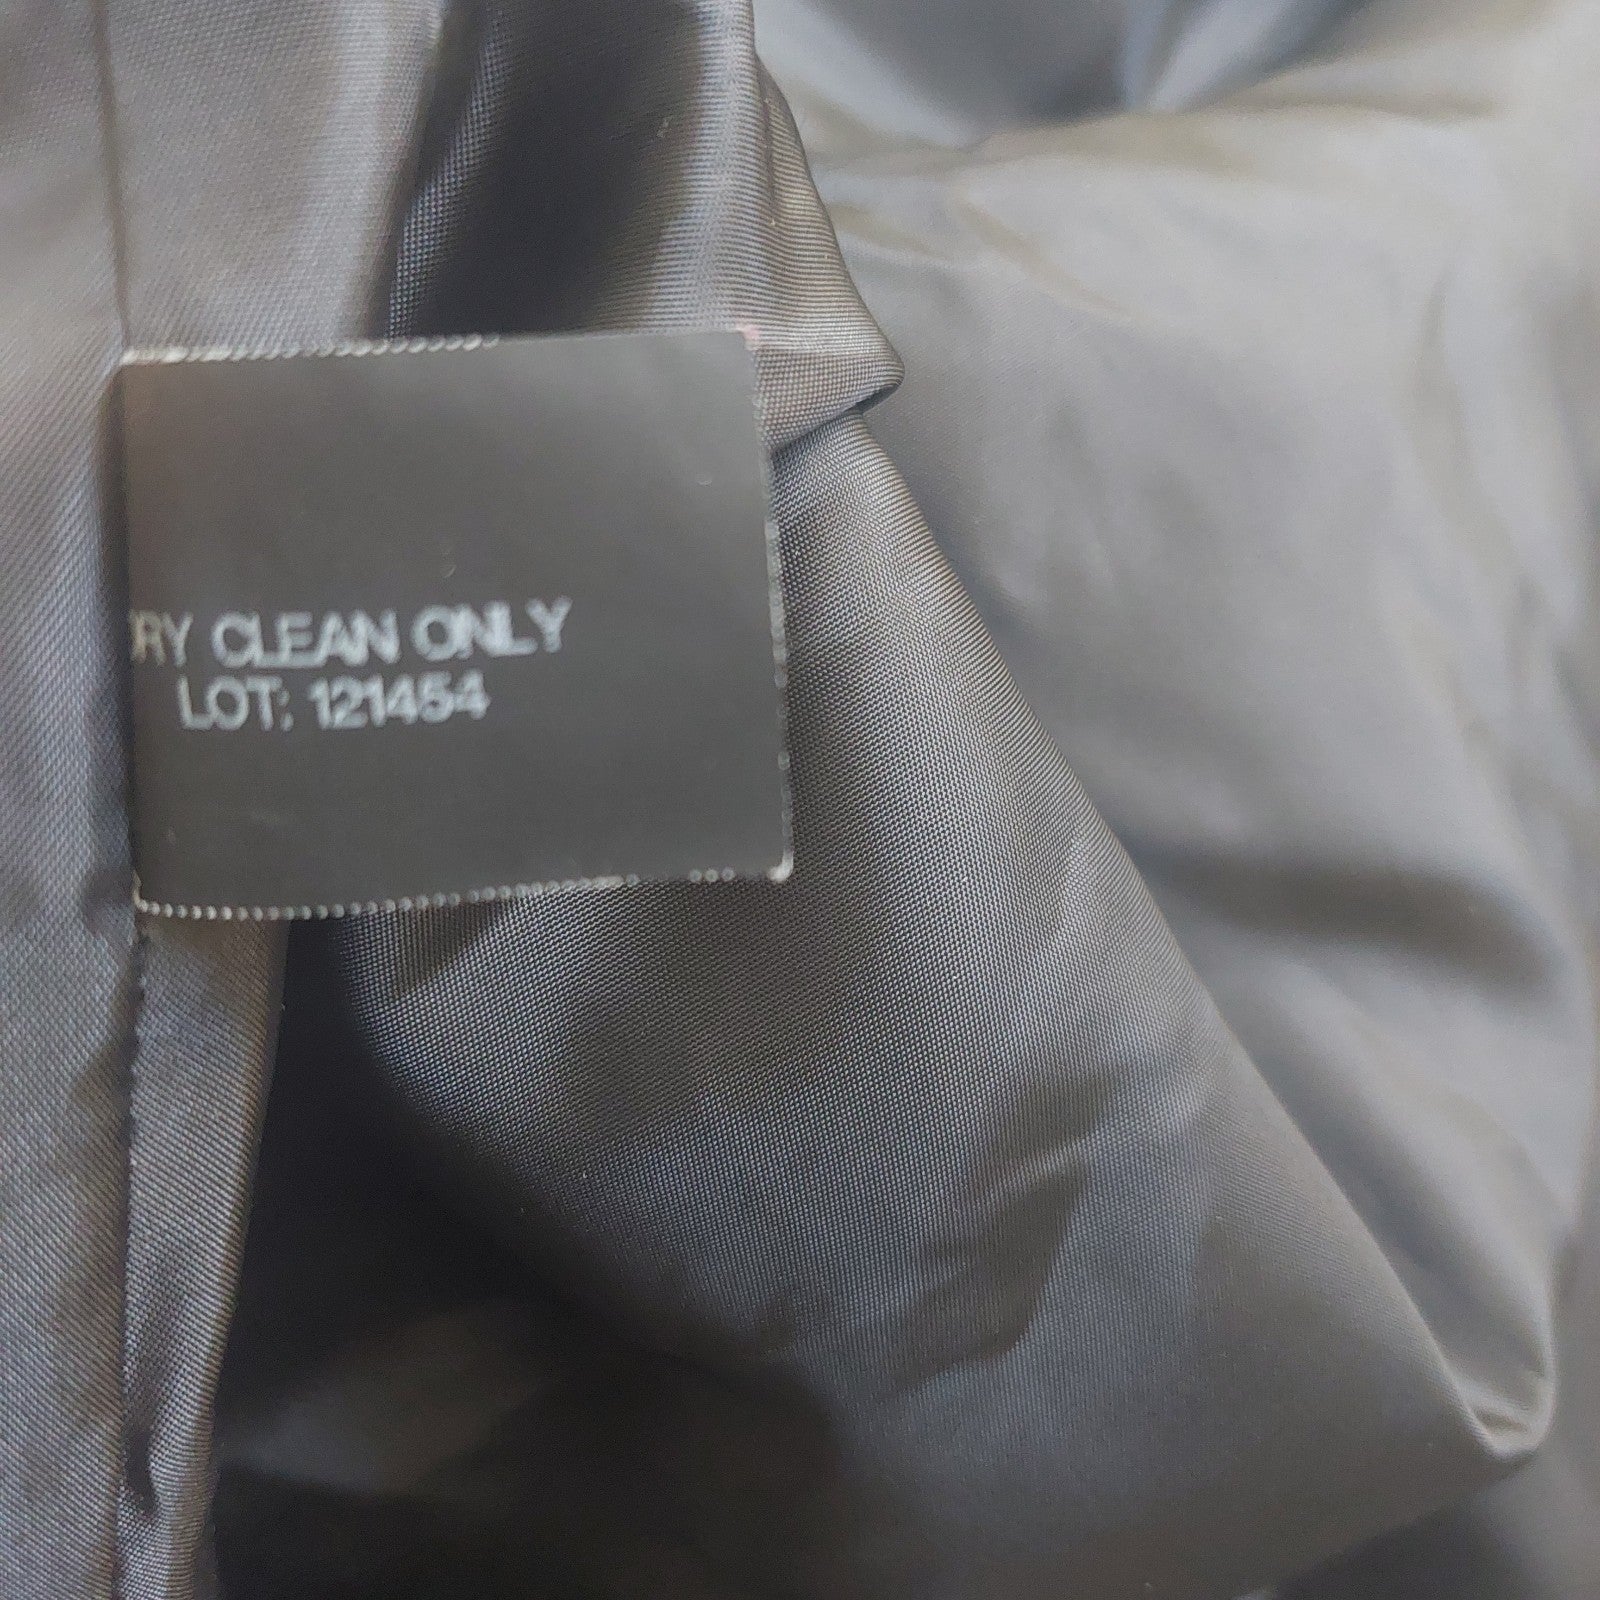 RY CLEAN ONLY
LOT: 121454